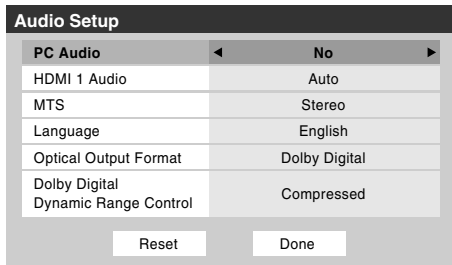 Audio Setup
PC Audio ◀ No ▶
HDMI 1 Audio Auto
MTS Stereo
Language English
Optical Output Format Dolby Digital
Dolby Digital
Dynamic Range Control Compressed
Reset Done